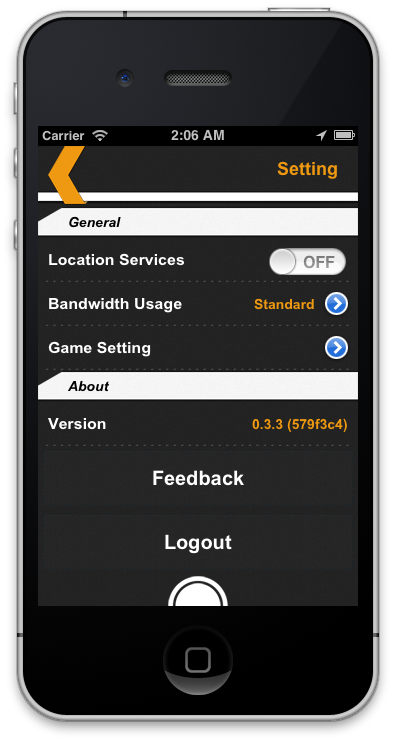 Carrier 2:06 AM
Setting
General
Location Services OFF
Bandwidth Usage Standard
Game Setting
About
Version 0.3.3 (579f3c4)
Feedback
Logout